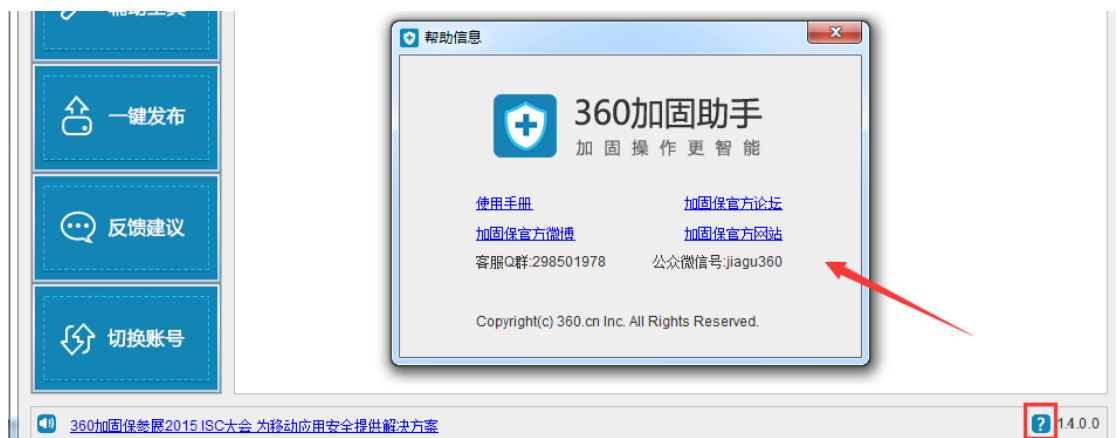 帮助信息
一键发布
360加固助手
加固操作更智能
反馈建议
使用手册 加固保官方论坛
加固保官方微博 加固保官方网站
客服Q群:298501978 公众微信号:jiagu360
切换账号
Copyright(c) 360.cn Inc. All Rights Reserved.
360加固保参展2015 ISC大会 为移动应用安全提供解决方案
? 1.4.0.0